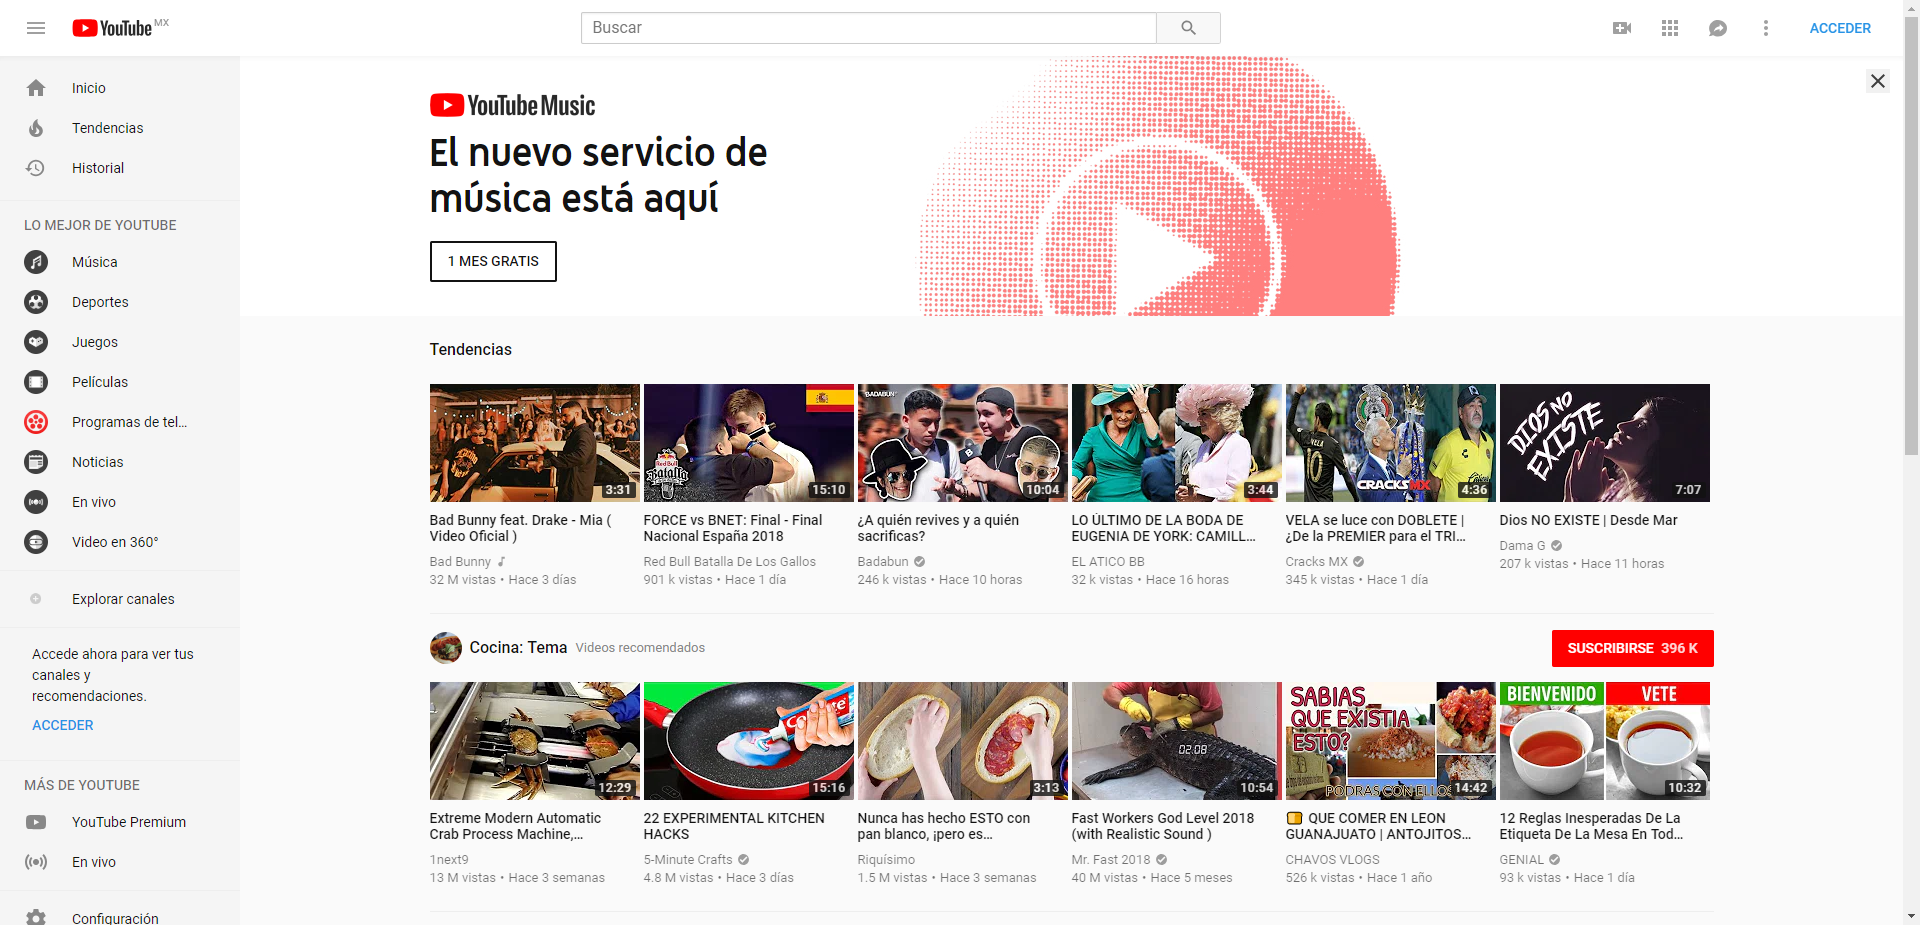 YouTube MX
Buscar
ACCEDER
Inicio
Tendencias
Historial
LO MEJOR DE YOUTUBE
Música
Deportes
Juegos
Películas
Programas de tel...
Noticias
En vivo
Video en 360°
Explorar canales
Accede ahora para ver tus
canales y
recomendaciones.
ACCEDER
MÁS DE YOUTUBE
YouTube Premium
En vivo
Configuración
YouTube Music
El nuevo servicio de
música está aquí
1 MES GRATIS
Tendencias
3:31
Red Bull
Batalla
15:10
BADABUN
10:04
3:44
VELA
10
CRACKS MX
4:36
DIOS NO
EXISTE
7:07
Bad Bunny feat. Drake - Mia (
Video Oficial )
Bad Bunny
32 M vistas • Hace 3 días
FORCE vs BNET: Final - Final
Nacional España 2018
Red Bull Batalla De Los Gallos
901 k vistas • Hace 1 día
¿A quién revives y a quién
sacrificas?
Badabun
246 k vistas • Hace 10 horas
LO ÚLTIMO DE LA BODA DE
EUGENIA DE YORK: CAMILL...
EL ATICO BB
32 k vistas • Hace 16 horas
VELA se luce con DOBLETE |
¿De la PREMIER para el TRI...
Cracks MX
345 k vistas • Hace 1 día
Dios NO EXISTE | Desde Mar
Dama G
207 k vistas • Hace 11 horas
Cocina: Tema Videos recomendados
SUSCRIBIRSE 396 K
12:29
Colgate
15:16
3:13
02:08
10:54
SABIAS
QUE EXISTIA
ESTO?
PODRAS CON ELLOS
14:42
BIENVENIDO VETE
10:32
Extreme Modern Automatic
Crab Process Machine,...
1next9
13 M vistas • Hace 3 semanas
22 EXPERIMENTAL KITCHEN
HACKS
5-Minute Crafts
4.8 M vistas • Hace 3 días
Nunca has hecho ESTO con
pan blanco, ¡pero es...
Riquísimo
1.5 M vistas • Hace 3 semanas
Fast Workers God Level 2018
(with Realistic Sound )
Mr. Fast 2018
40 M vistas • Hace 5 meses
QUE COMER EN LEON
GUANAJUATO | ANTOJITOS...
CHAVOS VLOGS
526 k vistas • Hace 1 año
12 Reglas Inesperadas De La
Etiqueta De La Mesa En Tod...
GENIAL
93 k vistas • Hace 1 día